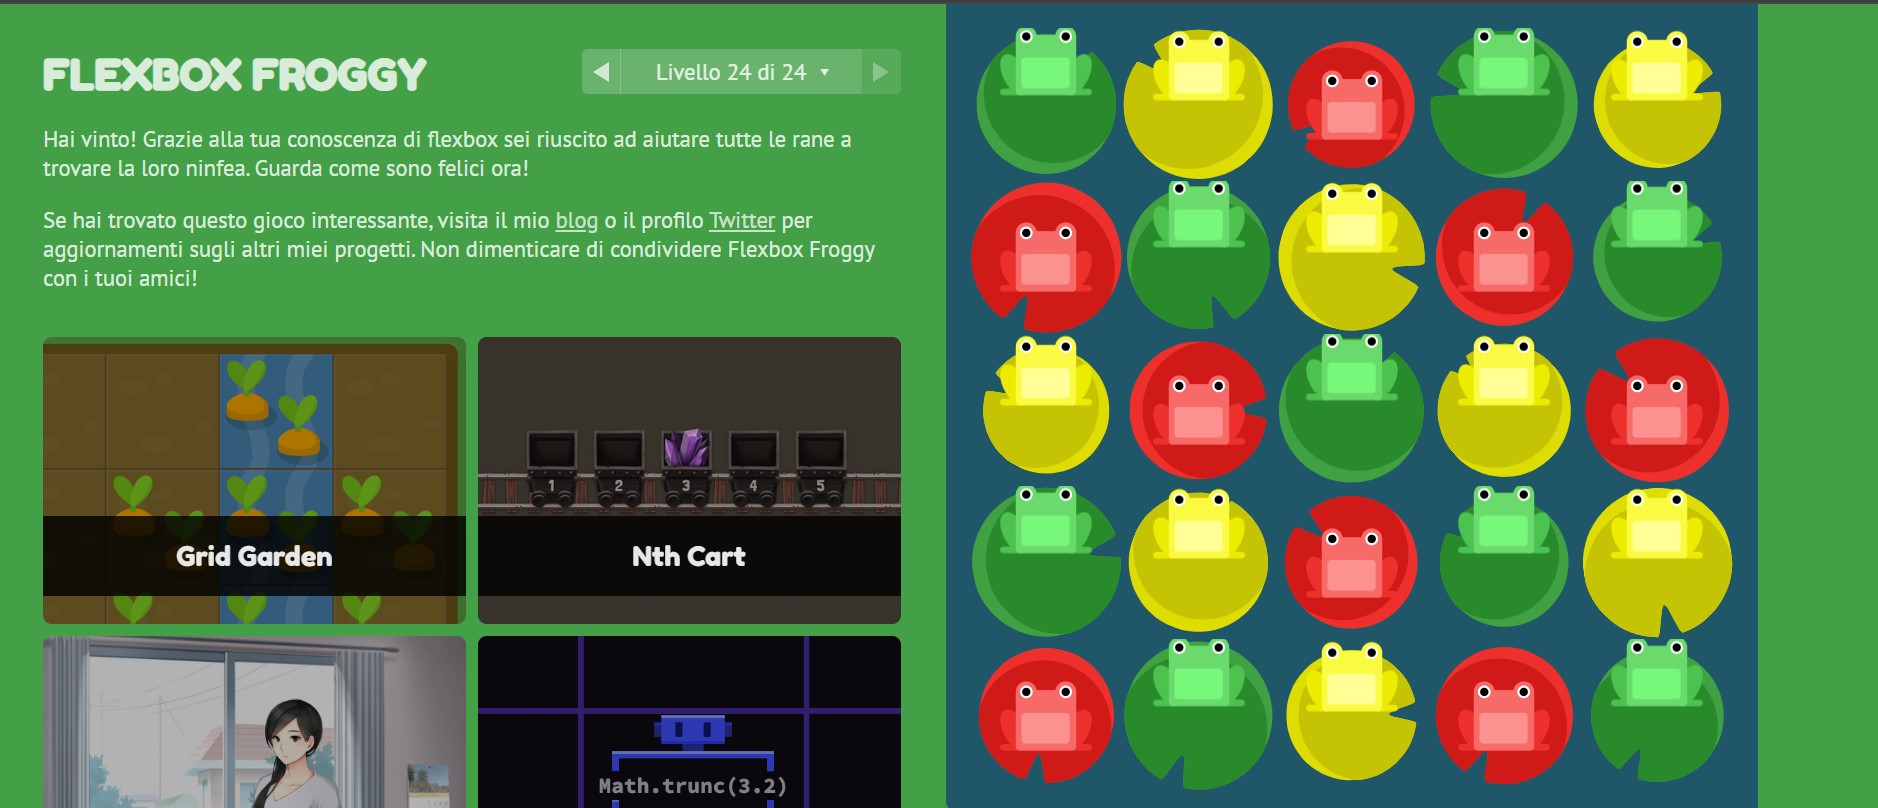 FLEXBOX FROGGY
Livello 24 di 24
Hai vinto! Grazie alla tua conoscenza di flexbox sei riuscito ad aiutare tutte le rane a
trovare la loro ninfea. Guarda come sono felici ora!
Se hai trovato questo gioco interessante, visita il mio blog o il profilo Twitter per
aggiornamenti sugli altri miei progetti. Non dimenticare di condividere Flexbox Froggy
con i tuoi amici!
1 2 3 4 5
Grid Garden
Nth Cart
Math.trunc(3.2)